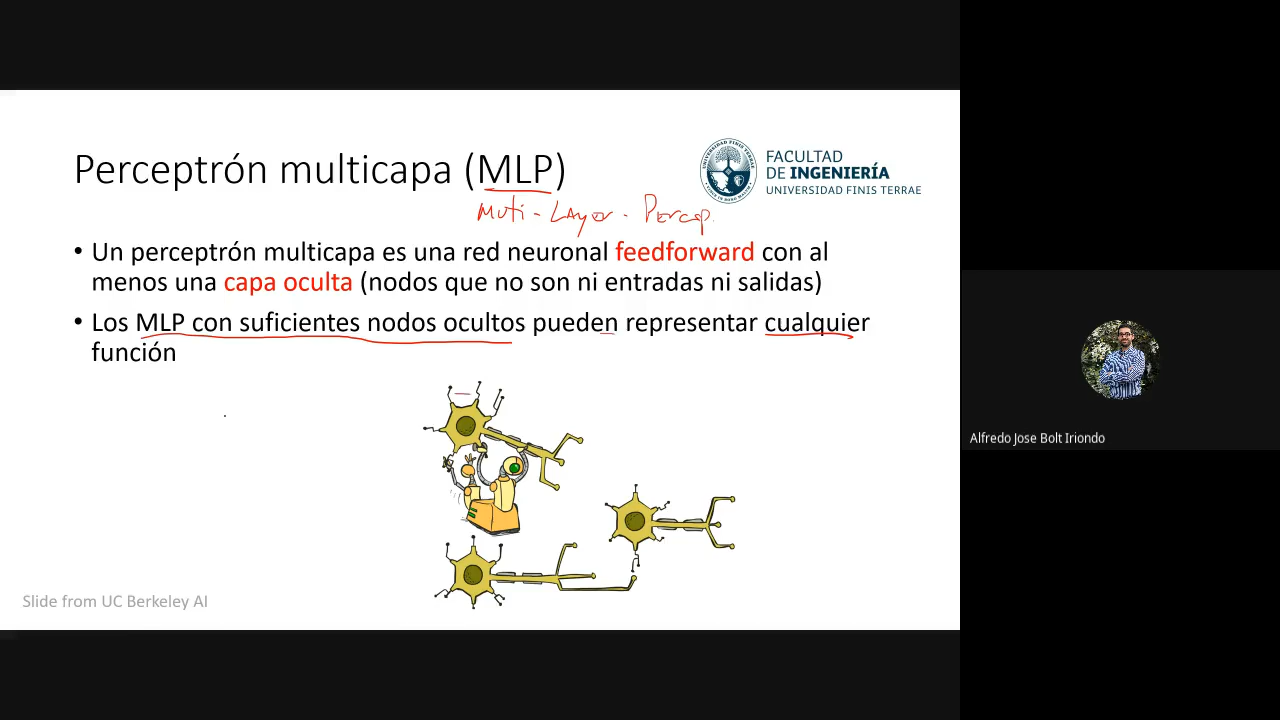 Perceptrón multicapa (MLP)
FACULTAD
DE INGENIERÍA
UNIVERSIDAD FINIS TERRAE
Muti - Layer - Percep.
• Un perceptrón multicapa es una red neuronal feedforward con al
menos una capa oculta (nodos que no son ni entradas ni salidas)
• Los MLP con suficientes nodos ocultos pueden representar cualquier
función
Slide from UC Berkeley AI
Alfredo Jose Bolt Iriondo